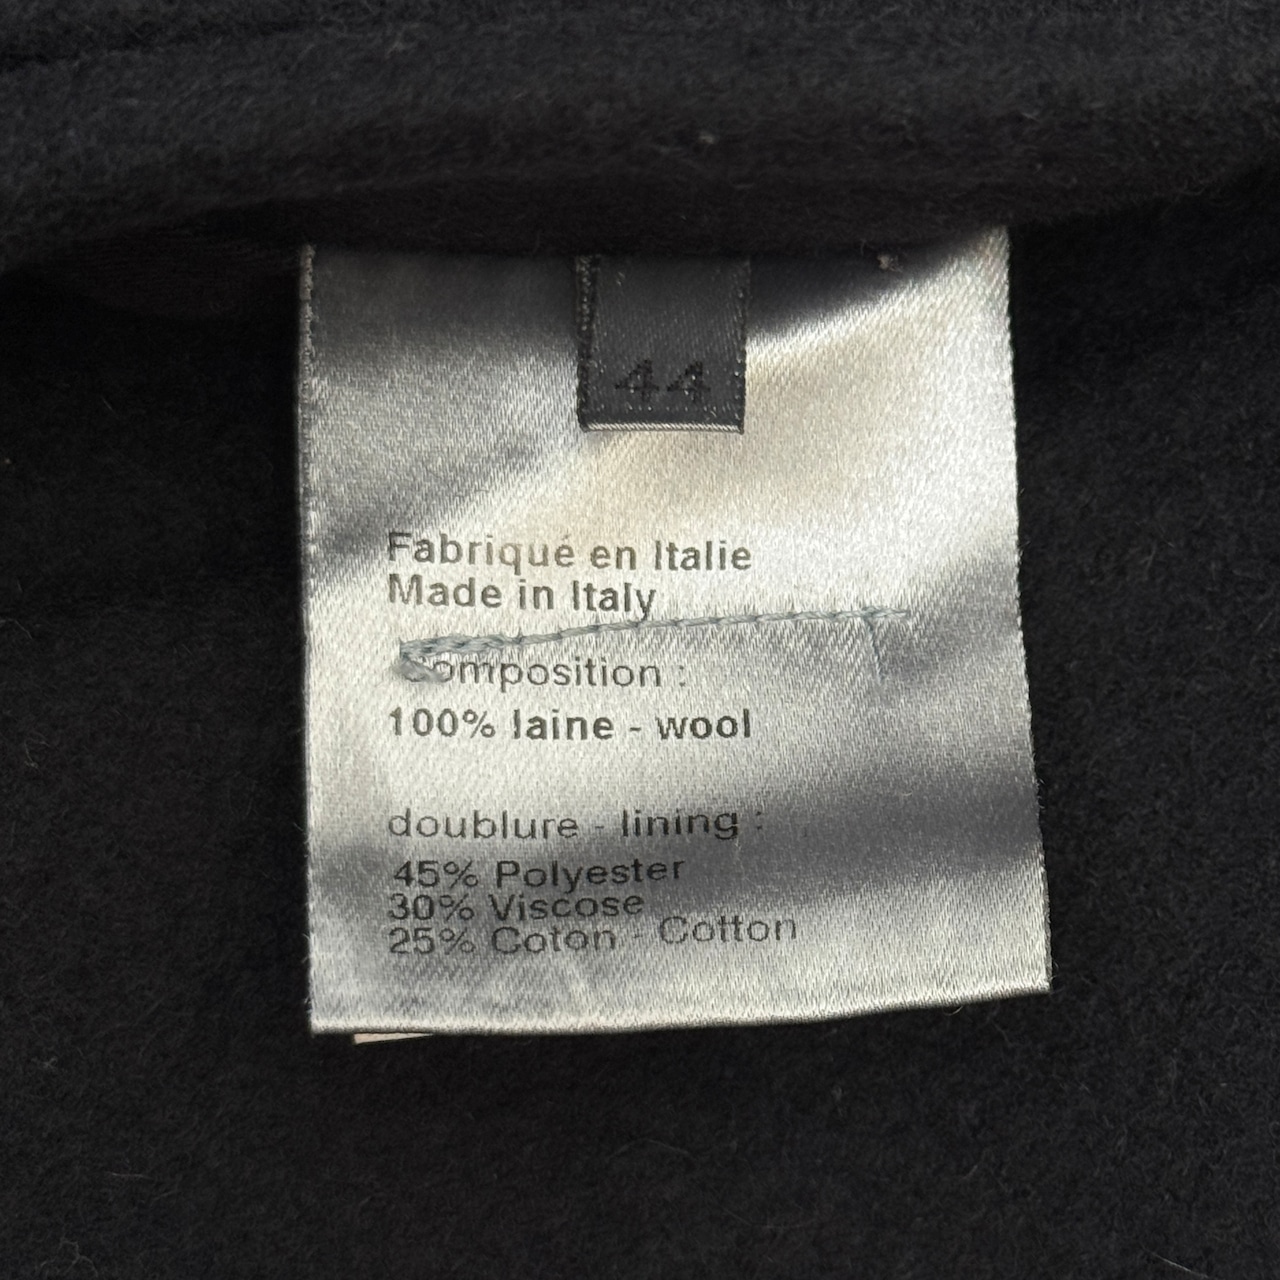 44
Fabriqué en Italie
Made in Italy
Composition :
100% laine - wool
doublure - lining :
45% Polyester
30% Viscose
25% Coton - Cotton